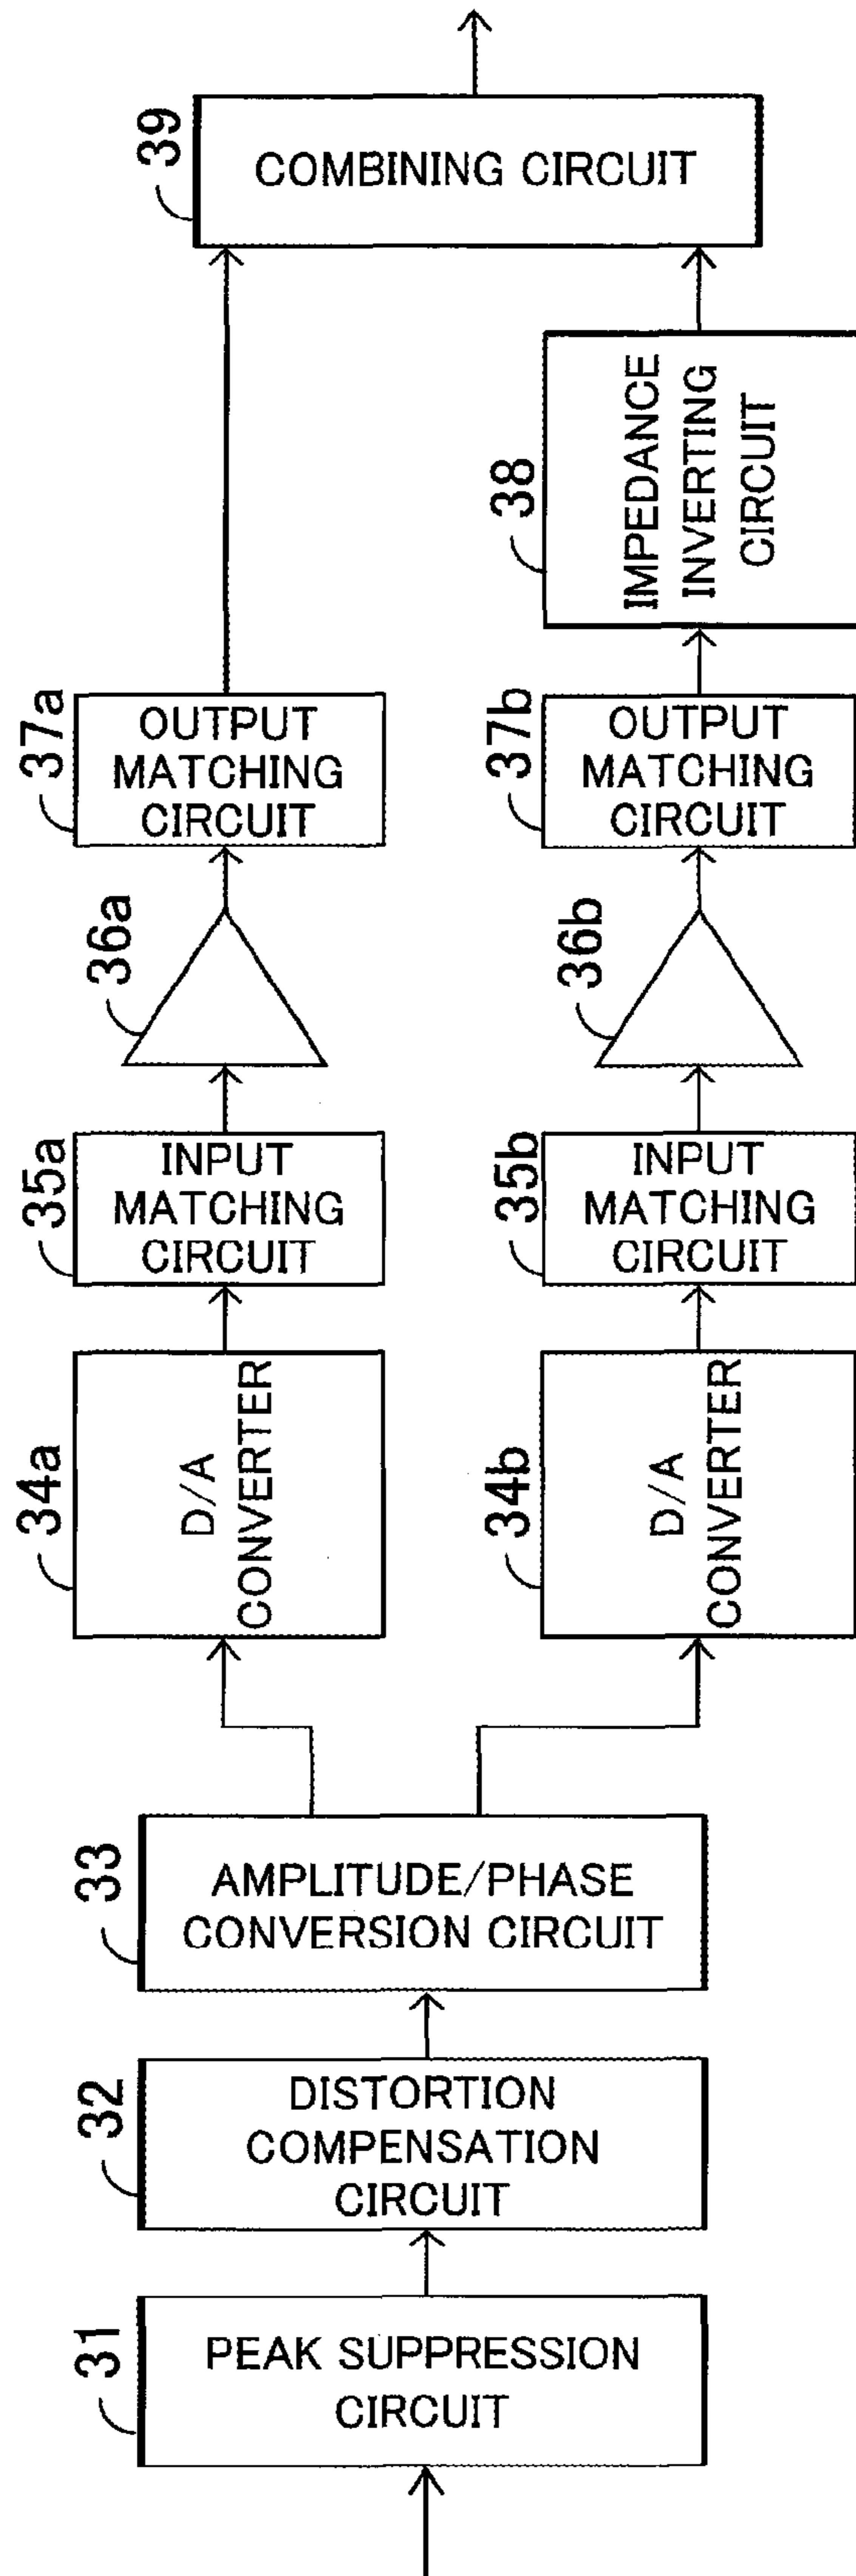 39
COMBINING CIRCUIT
38
IMPEDANCE
INVERTING
CIRCUIT
37a
OUTPUT
MATCHING
CIRCUIT
37b
OUTPUT
MATCHING
CIRCUIT
36a
36b
35a
INPUT
MATCHING
CIRCUIT
35b
INPUT
MATCHING
CIRCUIT
34a
D/A
CONVERTER
34b
D/A
CONVERTER
33
AMPLITUDE/PHASE
CONVERSION CIRCUIT
32
DISTORTION
COMPENSATION
CIRCUIT
31
PEAK SUPPRESSION
CIRCUIT